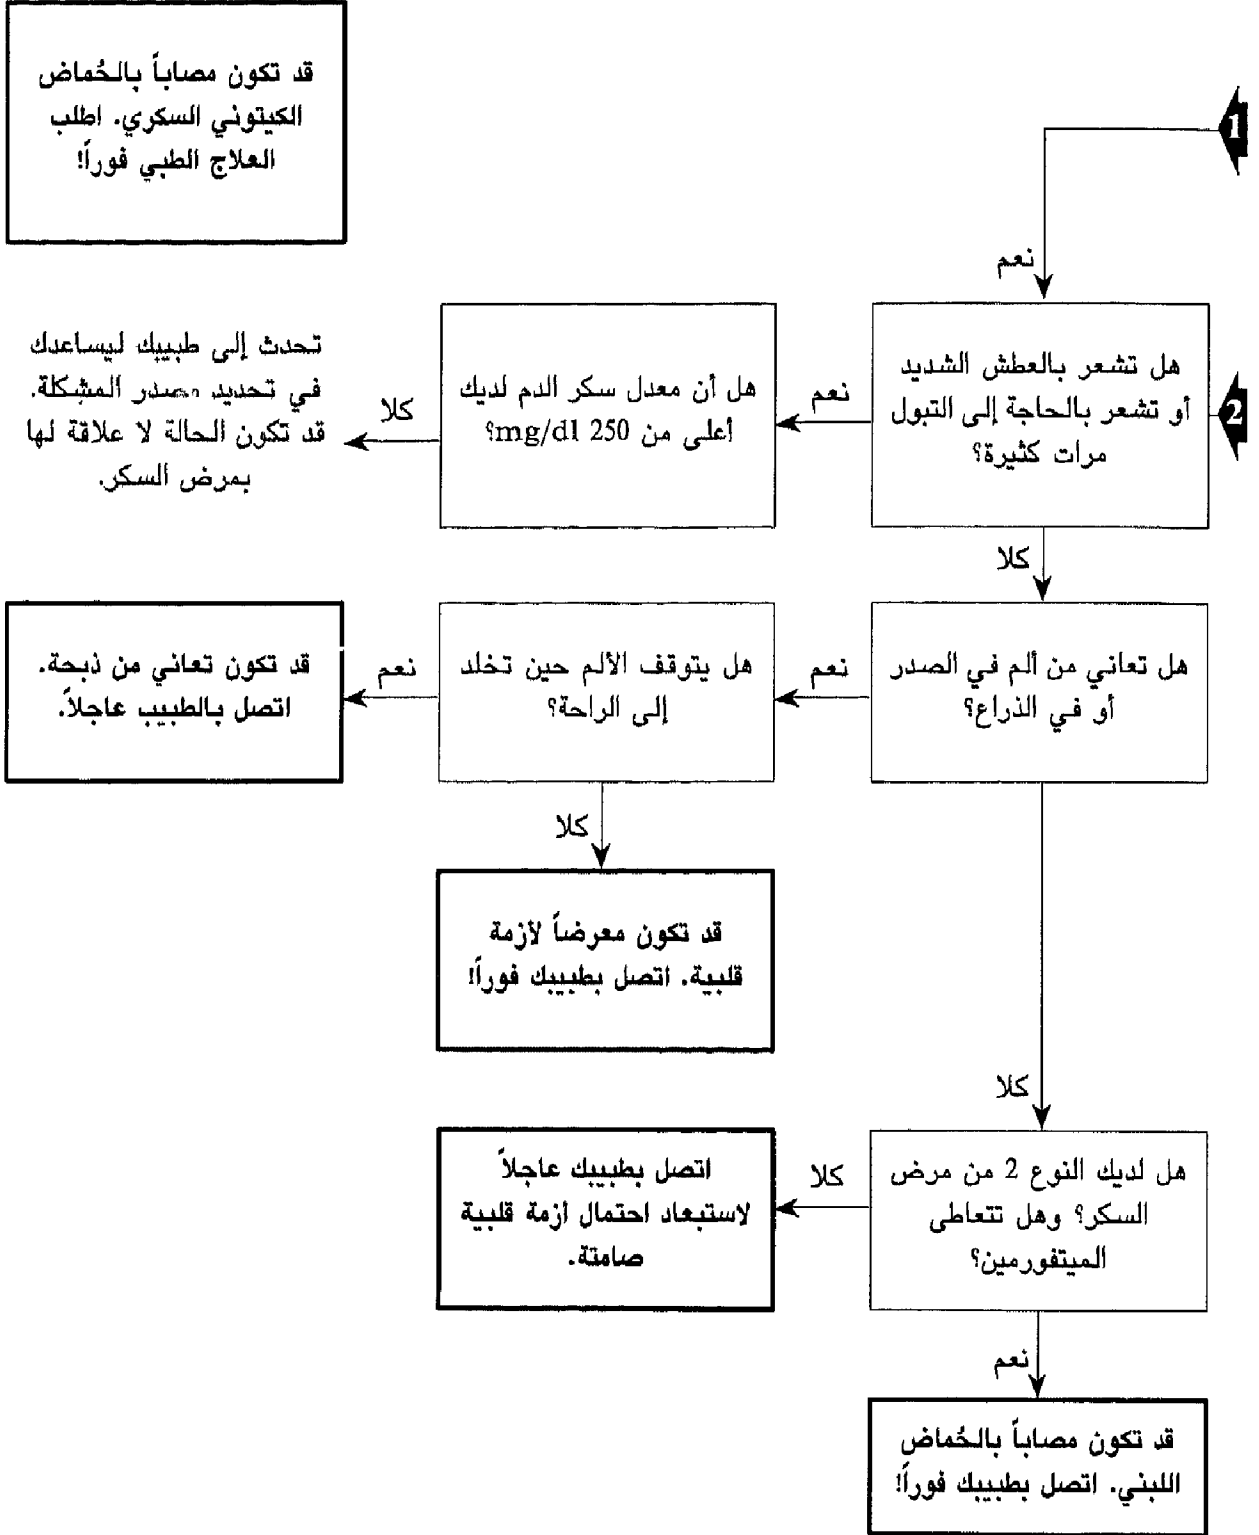 قد تكون مصاباً بالحُماض
الكيتوني السكري. اطلب
العلاج الطبي فوراً!
1
نعم
هل تشعر بالعطش الشديد
أو تشعر بالحاجة إلى التبول
مرات كثيرة؟
2
نعم
هل أن معدل سكر الدم لديك
أعلى من 250 mg/dl؟
كلا
تحدث إلى طبيبك ليساعدك
في تحديد مصدر المشكلة.
قد تكون الحالة لا علاقة لها
بمرض السكر.
كلا
هل تعاني من ألم في الصدر
أو في الذراع؟
نعم
هل يتوقف الألم حين تخلد
إلى الراحة؟
نعم
قد تكون تعاني من ذبحة.
اتصل بالطبيب عاجلاً.
كلا
قد تكون معرضاً لأزمة
قلبية. اتصل بطبيبك فوراً!
كلا
هل لديك النوع 2 من مرض
السكر؟ وهل تتعاطى
الميتفورمين؟
كلا
اتصل بطبيبك عاجلاً
لاستبعاد احتمال أزمة قلبية
صامتة.
نعم
قد تكون مصاباً بالحُماض
اللبني. اتصل بطبيبك فوراً!